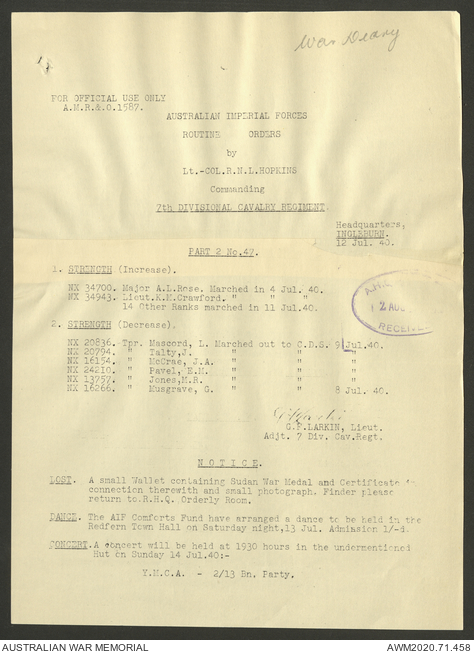 War Diary
FOR OFFICIAL USE ONLY
A.M.R.&.O.1587.
AUSTRALIAN IMPERIAL FORCES
ROUTINE ORDERS
by
Lt.-COL.R.N.L.HOPKINS
Commanding
7th DIVISIONAL CAVALRY REGIMENT.
Headquarters,
INGLEBURN.
12 Jul. 40.
PART 2 No.47.
1. STRENGTH (Increase).
NX 34700. Major A.L.Rose. Marched in 4 Jul. 40.
NX 34943. Lieut.K.M.Crawford. " " "
14 Other Ranks marched in 11 Jul. 40.
RECEIVED
2. STRENGTH (Decrease).
NX 20836. Tpr. Mascord, L. Marched out to C.D.S. 9 Jul. 40.
NX 20794. " Talty,J. " "
NX 16154. " McCrae, J.A. " "
NX 24210. " Pavel, E.M. " "
NX 13757. " Jones,M.R. " "
NX 16266. " Musgrave, G. " 8 Jul. 40.
G.F.LARKIN, Lieut.
Adjt. 7 Div. Cav.Regt.
N O T I C E.
LOST. A small Wallet containing Sudan War Medal and Certificate in
connection therewith and small photograph. Finder please
return to R.H.Q. Orderly Room.
DANCE. The AIF Comforts Fund have arranged a dance to be held in the
Redfern Town Hall on Saturday night,13 Jul. Admission 1/-d.
CONCERT.A concert will be held at 1930 hours in the undermentioned
Hut on Sunday 14 Jul.40:-
Y.M.C.A. - 2/13 Bn. Party.
AUSTRALIAN WAR MEMORIAL
AWM2020.71.458